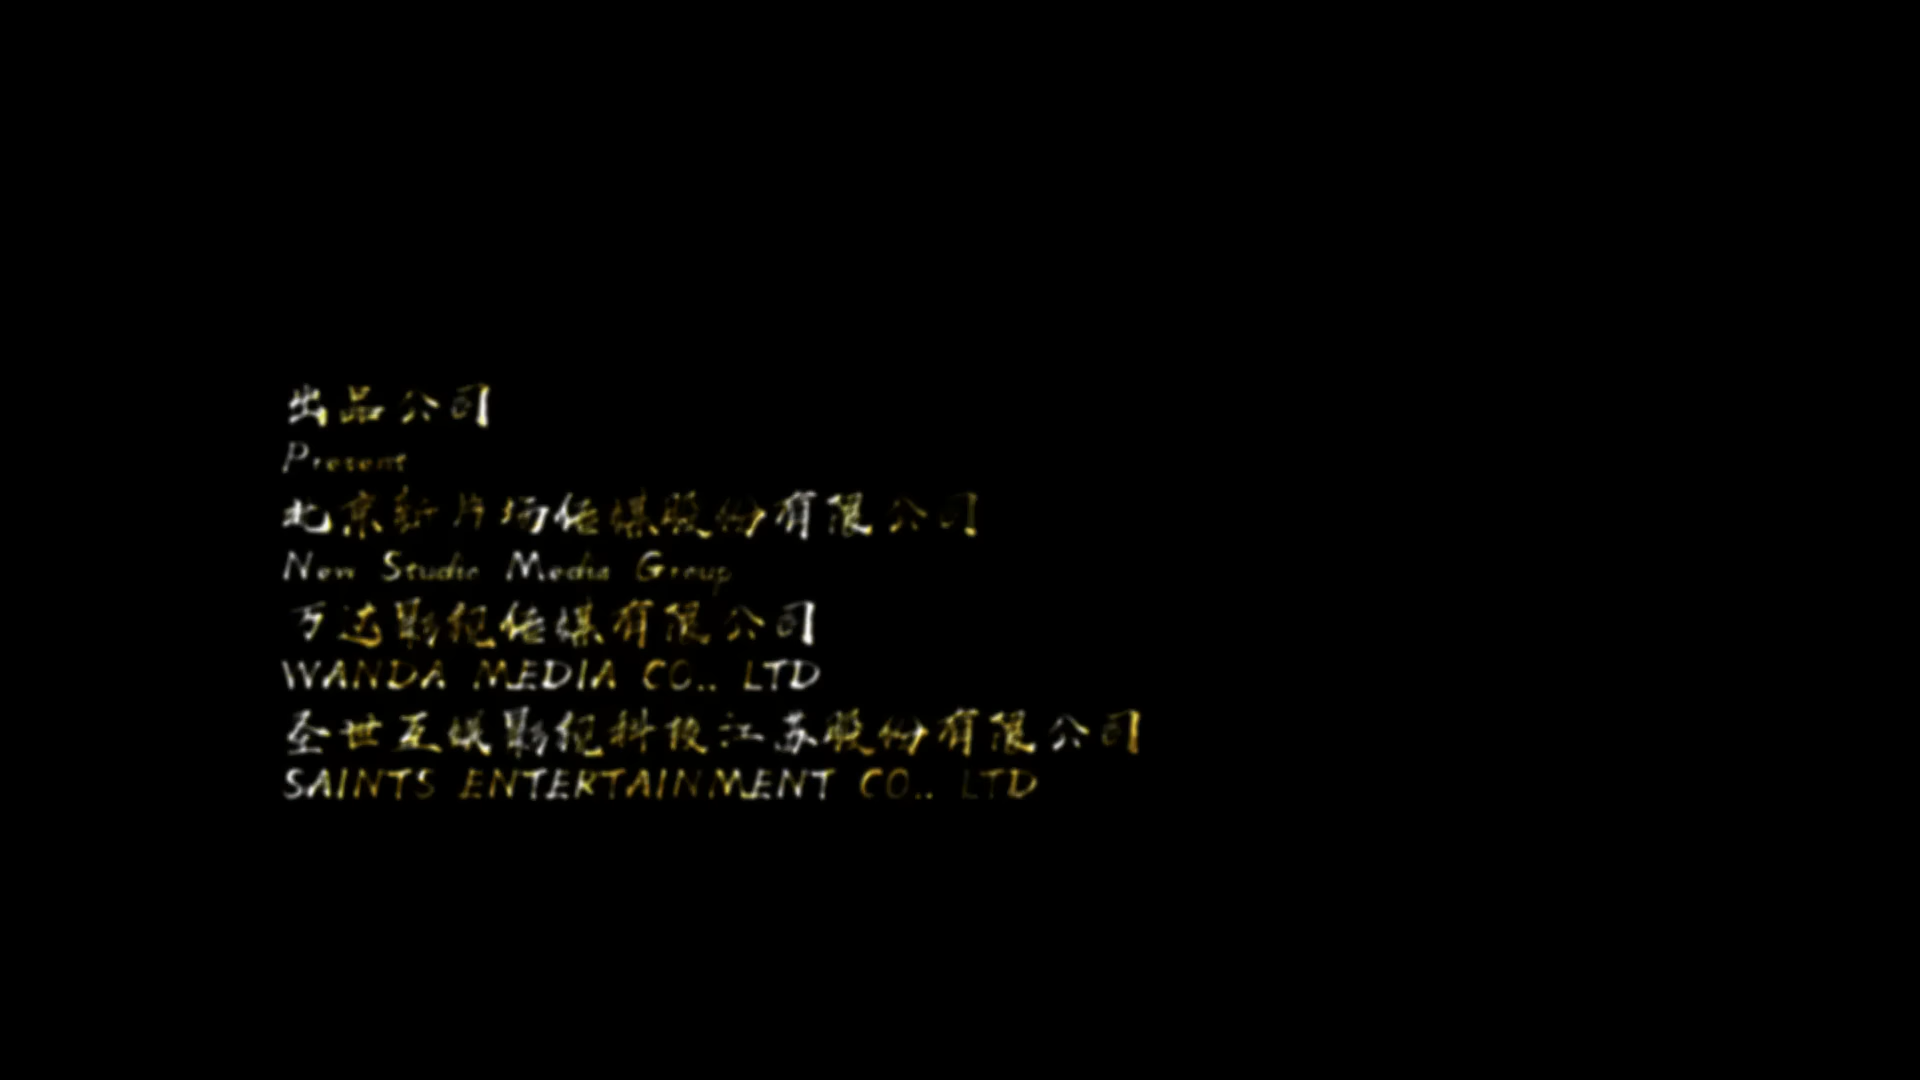 出品公司
Present
北京新片场传媒股份有限公司
New Studio Media Group
万达影视传媒有限公司
WANDA MEDIA CO., LTD
圣世互娱影视科技江苏股份有限公司
SAINTS ENTERTAINMENT CO., LTD